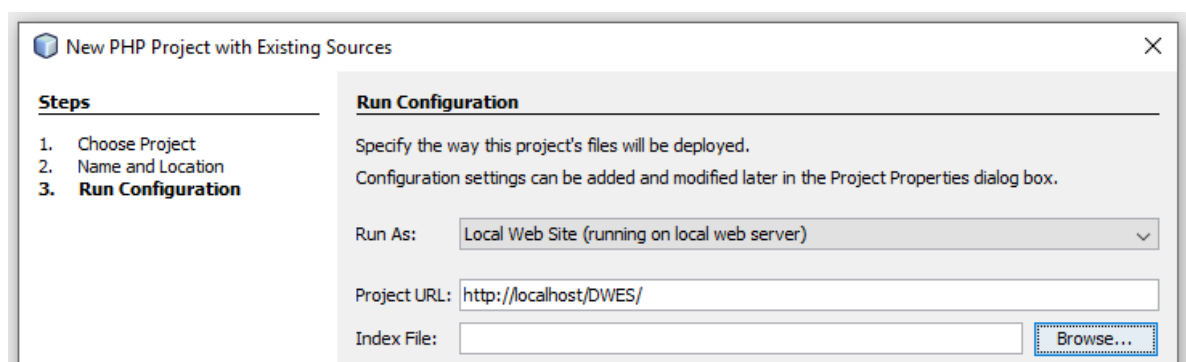 New PHP Project with Existing Sources
Steps
1. Choose Project
2. Name and Location
3. Run Configuration
Run Configuration
Specify the way this project's files will be deployed.
Configuration settings can be added and modified later in the Project Properties dialog box.
Run As: Local Web Site (running on local web server)
Project URL: http://localhost/DWES/
Index File: Browse...